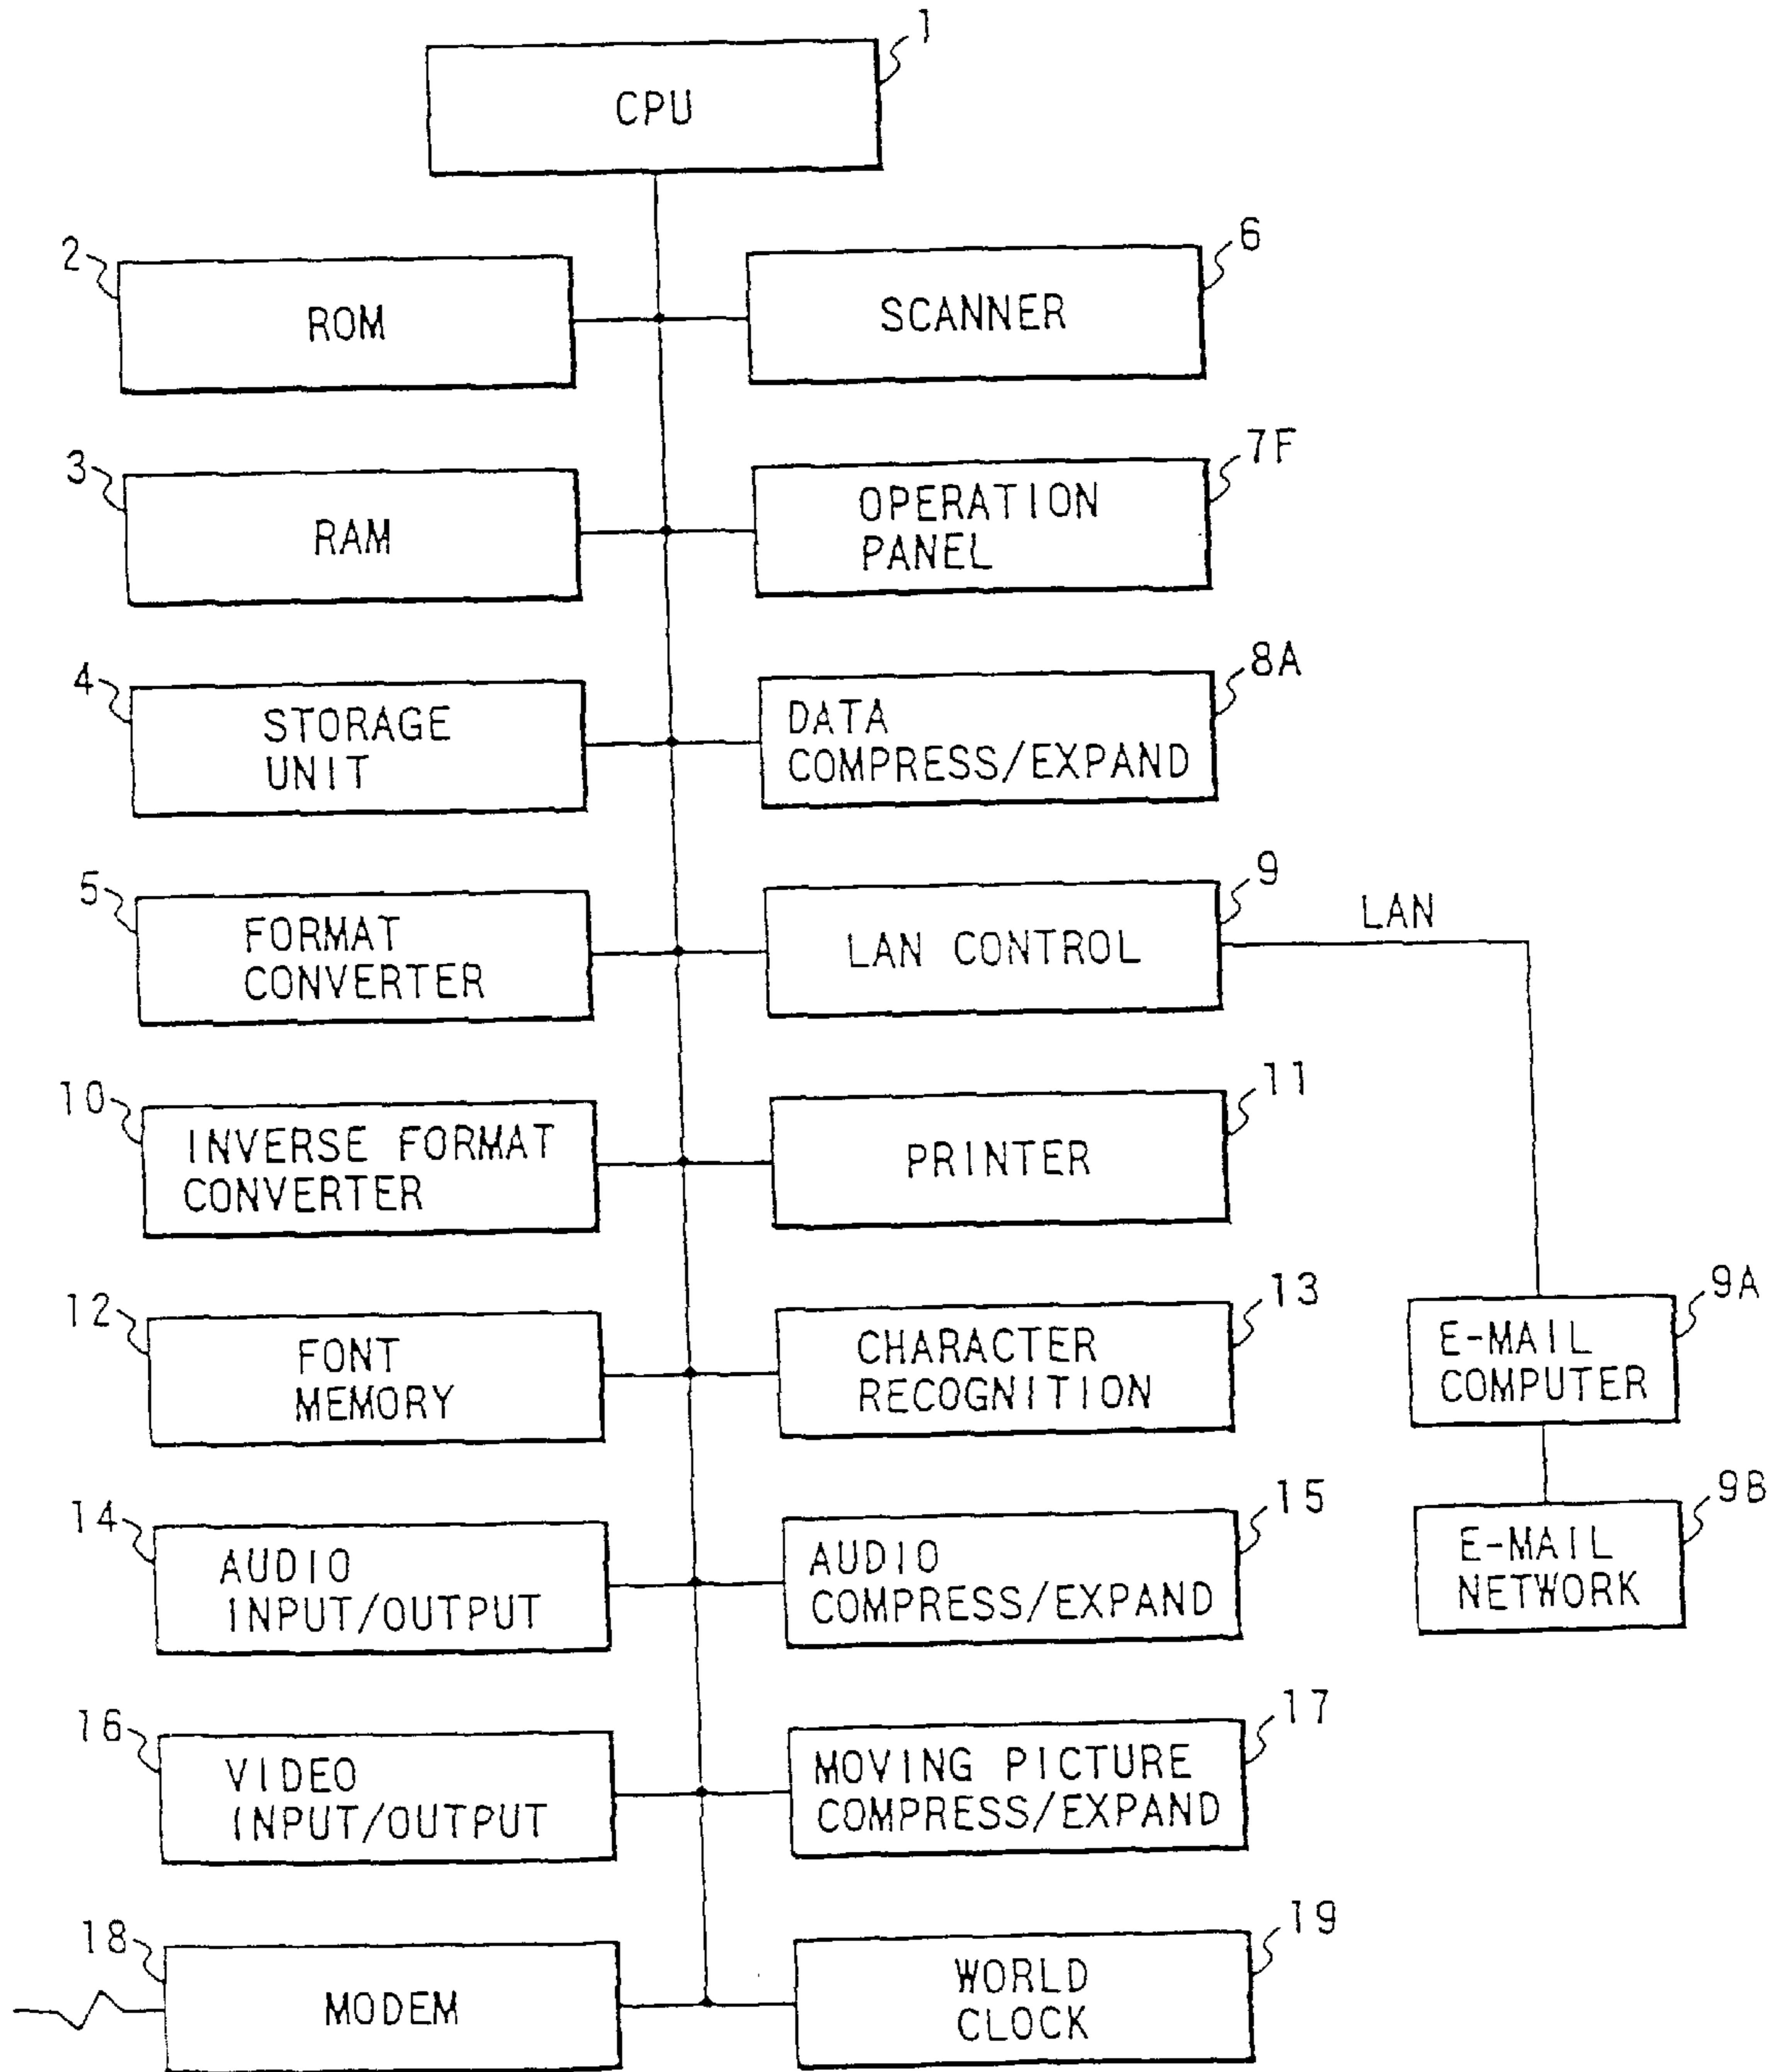 1
CPU
2
ROM
6
SCANNER
3
RAM
7F
OPERATION
PANEL
4
STORAGE
UNIT
8A
DATA
COMPRESS/EXPAND
5
FORMAT
CONVERTER
9
LAN CONTROL
LAN
10
INVERSE FORMAT
CONVERTER
11
PRINTER
12
FONT
MEMORY
13
CHARACTER
RECOGNITION
9A
E-MAIL
COMPUTER
14
AUDIO
INPUT/OUTPUT
15
AUDIO
COMPRESS/EXPAND
9B
E-MAIL
NETWORK
16
VIDEO
INPUT/OUTPUT
17
MOVING PICTURE
COMPRESS/EXPAND
18
MODEM
19
WORLD
CLOCK